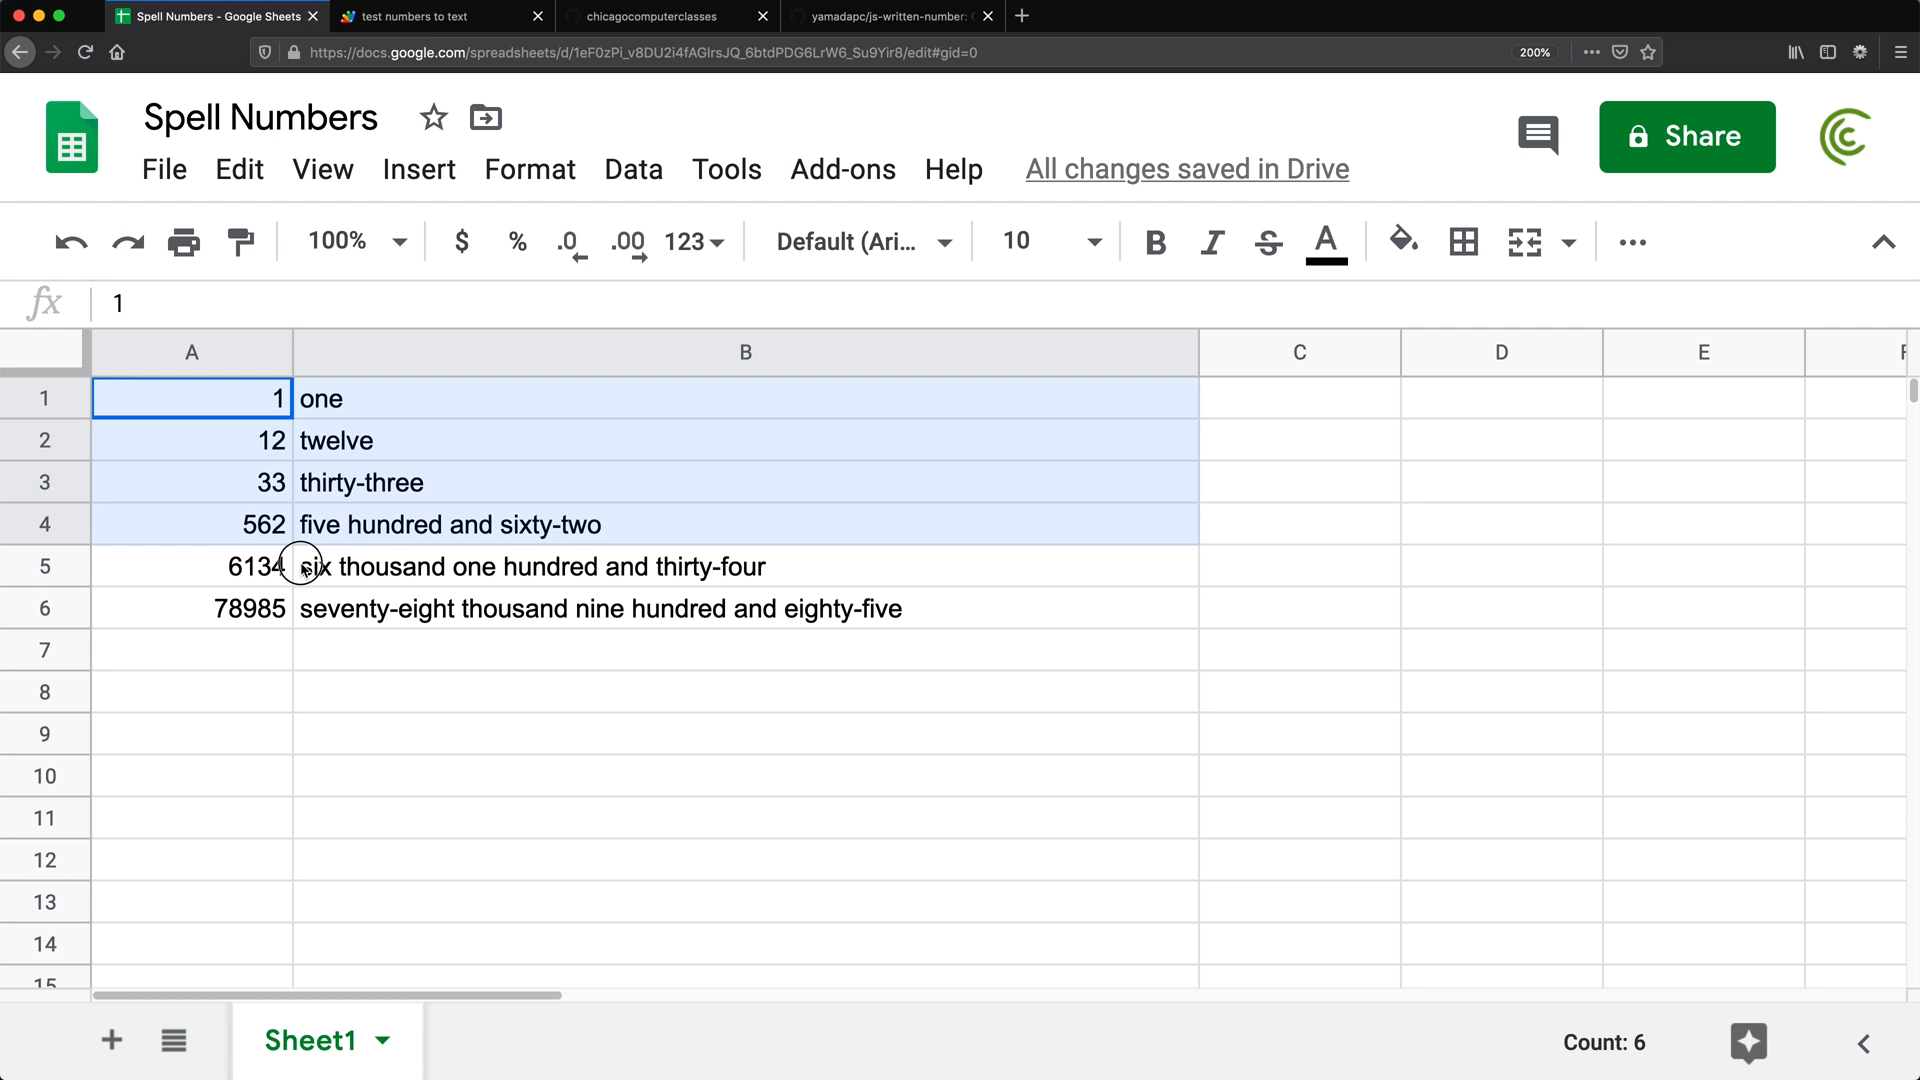 Spell Numbers - Google Sheets
test numbers to text
chicagocomputerclasses
yamadapc/js-written-number:
https://docs.google.com/spreadsheets/d/1eF0zPi_v8DU2i4fAGlrsJQ_6btdPDG6LrW6_Su9Yir8/edit#gid=0
200%
Spell Numbers
Share
File Edit View Insert Format Data Tools Add-ons Help All changes saved in Drive
100% $ % .0 .00 123 Default (Ari... 10 B I S A
fx 1
A B C D E F
1 1 one
2 12 twelve
3 33 thirty-three
4 562 five hundred and sixty-two
5 6134 six thousand one hundred and thirty-four
6 78985 seventy-eight thousand nine hundred and eighty-five
7
8
9
10
11
12
13
14
15
Sheet1
Count: 6